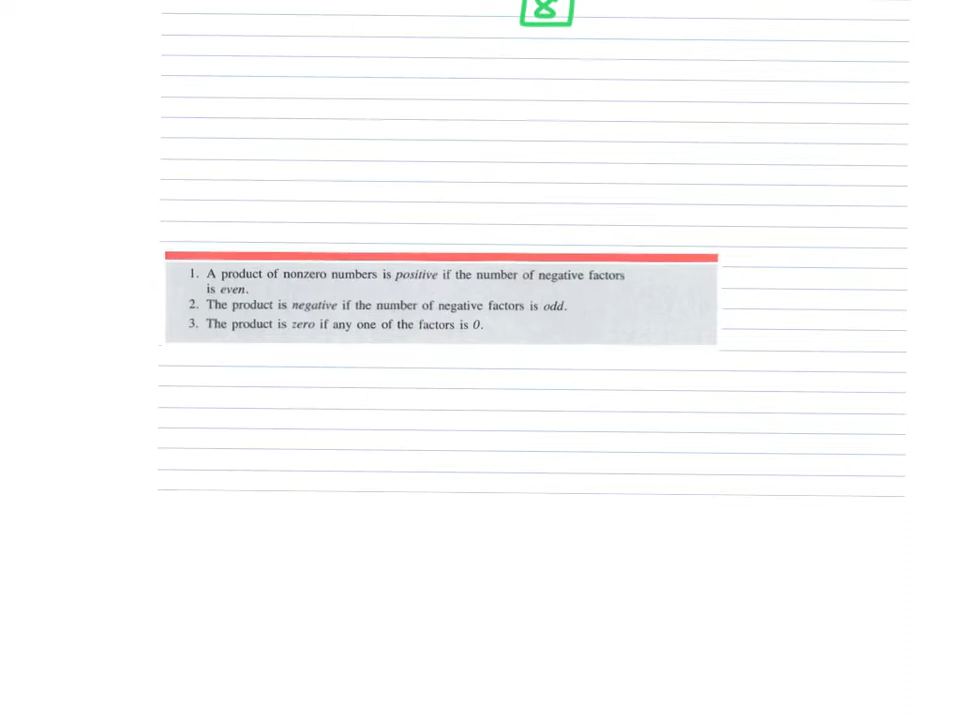 8
1. A product of nonzero numbers is positive if the number of negative factors
is even.
2. The product is negative if the number of negative factors is odd.
3. The product is zero if any one of the factors is 0.